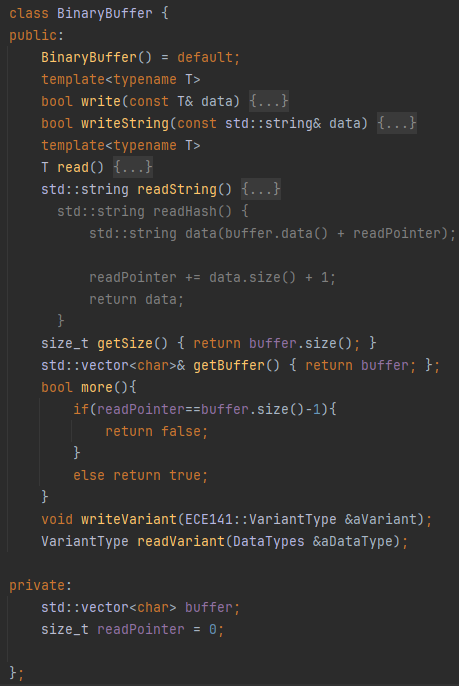 class BinaryBuffer {
public:
    BinaryBuffer() = default;
    template<typename T>
    bool write(const T& data) {...}
    bool writeString(const std::string& data) {...}
    template<typename T>
    T read() {...}
    std::string readString() {...}
      std::string readHash() {
          std::string data(buffer.data() + readPointer);

          readPointer += data.size() + 1;
          return data;
      }
    size_t getSize() { return buffer.size(); }
    std::vector<char>& getBuffer() { return buffer; };
    bool more(){
        if(readPointer==buffer.size()-1){
            return false;
        }
        else return true;
    }
    void writeVariant(ECE141::VariantType &aVariant);
    VariantType readVariant(DataTypes &aDataType);

private:
    std::vector<char> buffer;
    size_t readPointer = 0;

};